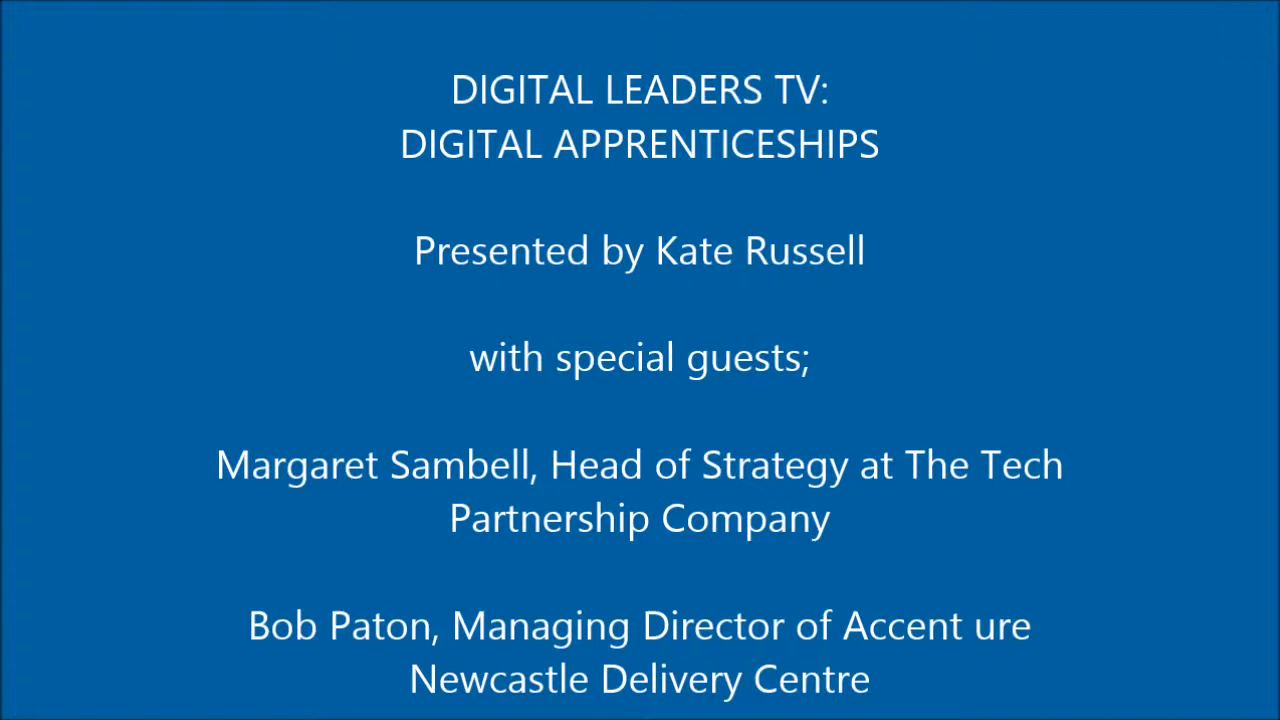 DIGITAL LEADERS TV:
DIGITAL APPRENTICESHIPS
Presented by Kate Russell
with special guests;
Margaret Sambell, Head of Strategy at The Tech
Partnership Company
Bob Paton, Managing Director of Accent ure
Newcastle Delivery Centre